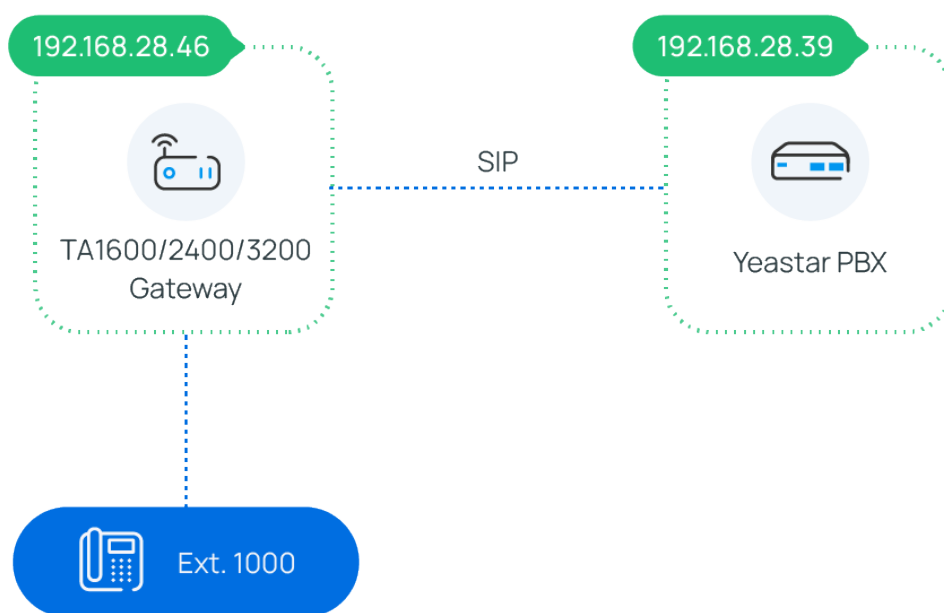 192.168.28.46
192.168.28.39
SIP
TA1600/2400/3200
Gateway
Yeastar PBX
Ext. 1000